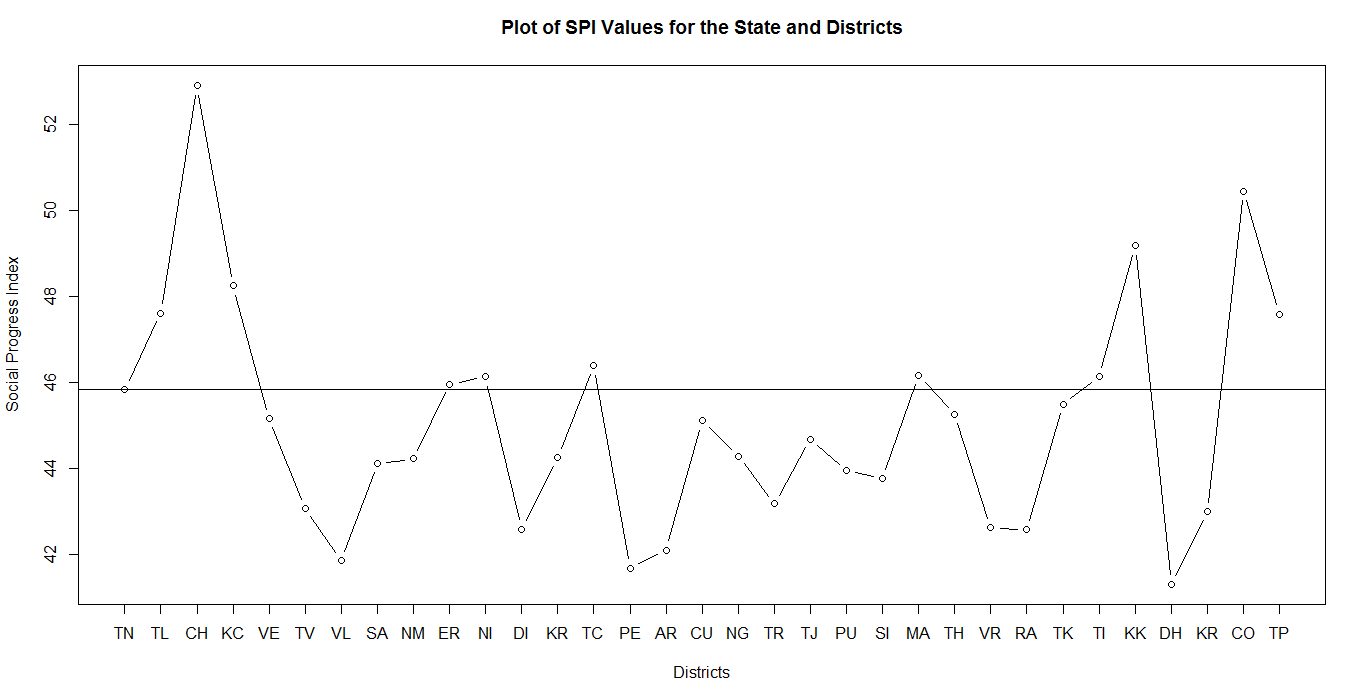 Plot of SPI Values for the State and Districts
Social Progress Index
52
50
48
46
44
42
TN TL CH KC VE TV VL SA NM ER NI DI KR TC PE AR CU NG TR TJ PU SI MA TH VR RA TK TI KK DH KR CO TP
Districts